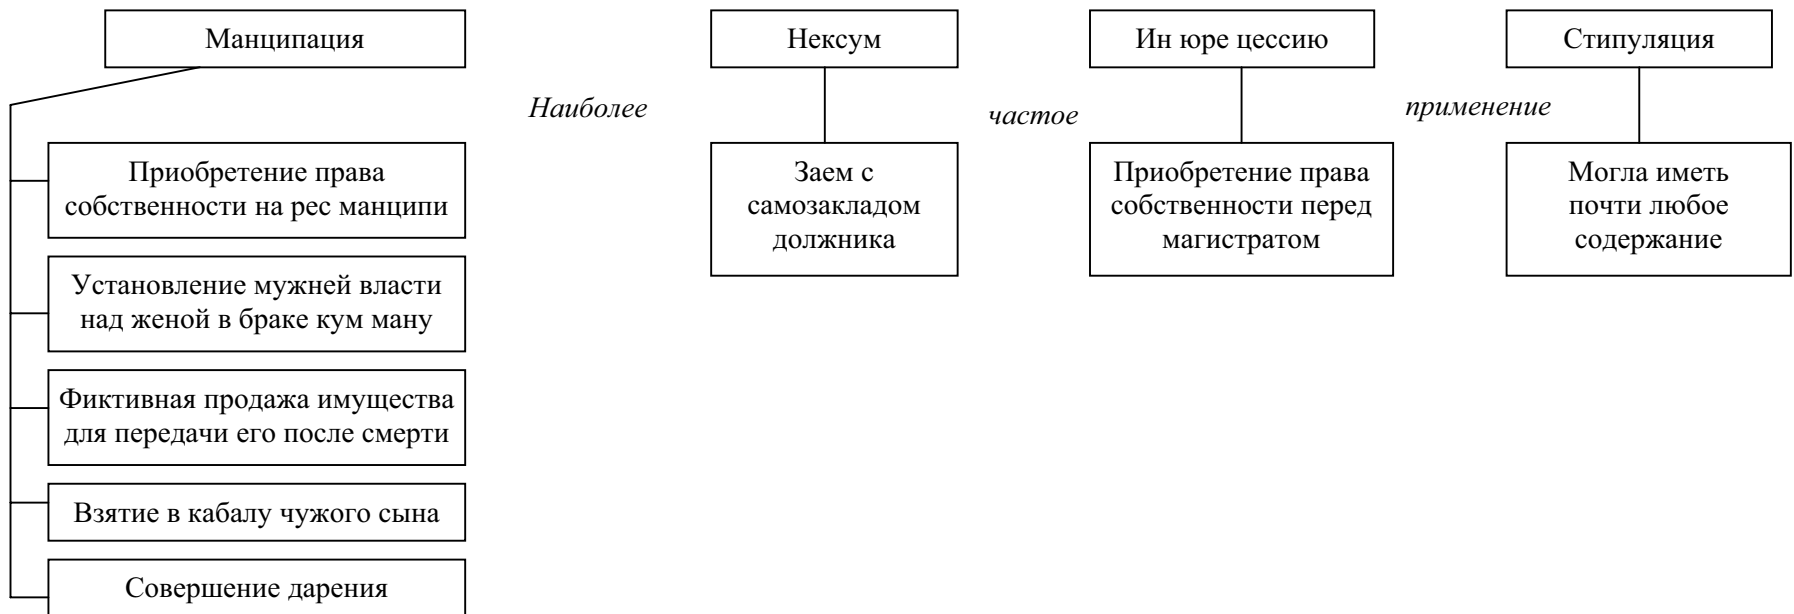 Манципация
Нексум
Ин юре цессию
Стипуляция
Наиболее
частое
применение
Приобретение права
собственности на рес манципи
Установление мужней власти
над женой в браке кум ману
Фиктивная продажа имущества
для передачи его после смерти
Взятие в кабалу чужого сына
Совершение дарения
Заем с
самозакладом
должника
Приобретение права
собственности перед
магистратом
Могла иметь
почти любое
содержание